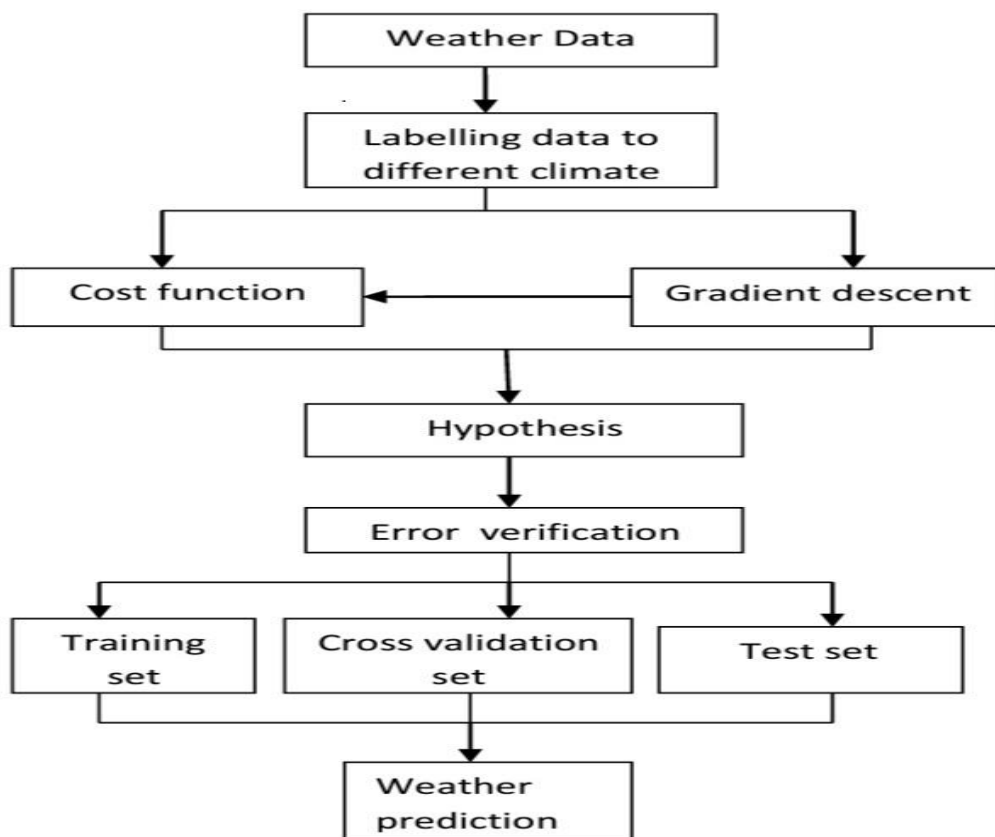 Weather Data
Labelling data to
different climate
Cost function
Gradient descent
Hypothesis
Error verification
Training
set
Cross validation
set
Test set
Weather
prediction